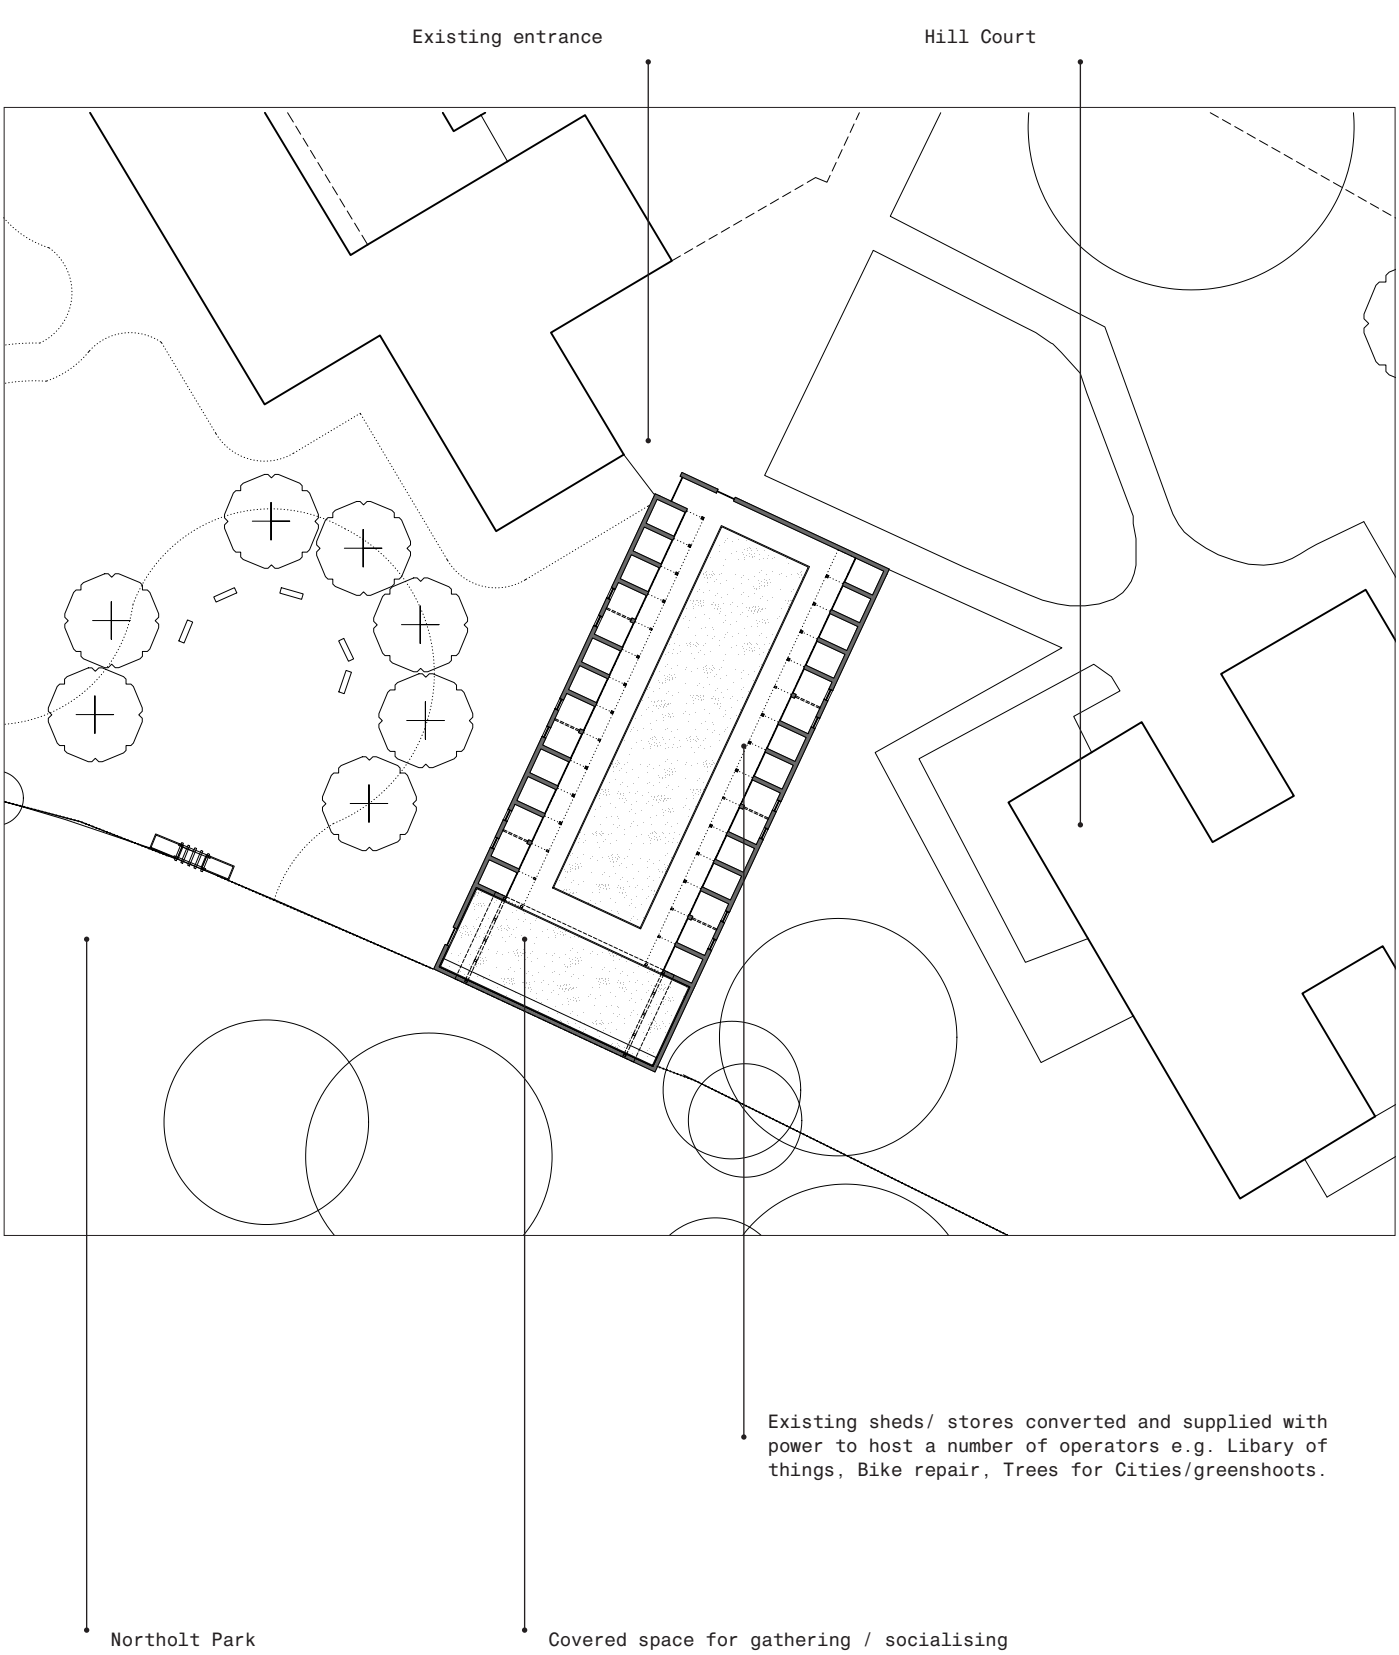 Existing entrance
Hill Court
Existing sheds/ stores converted and supplied with
power to host a number of operators e.g. Libary of
things, Bike repair, Trees for Cities/greenshoots.
Northolt Park
Covered space for gathering / socialising